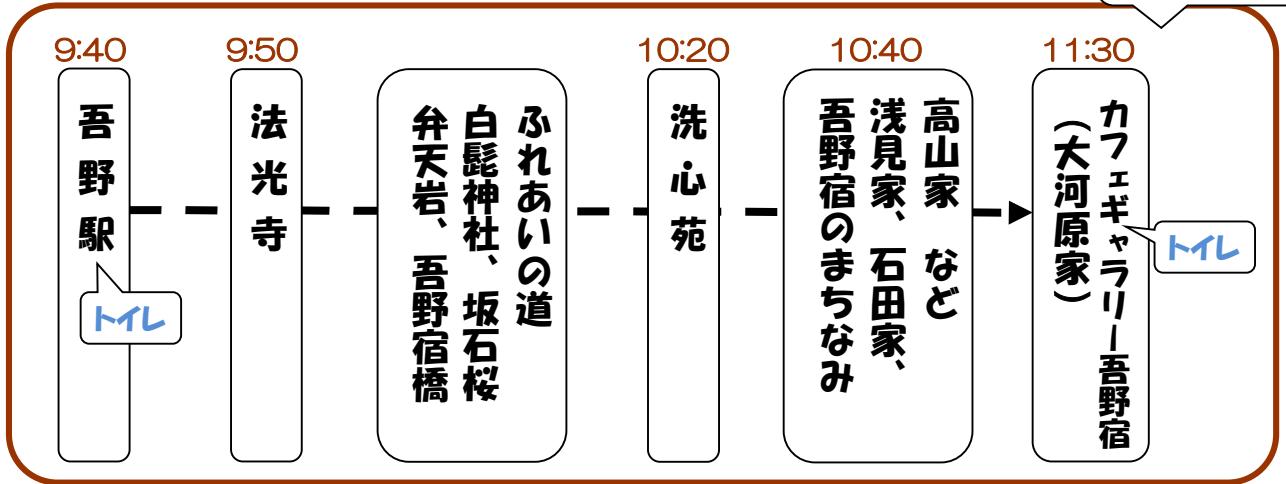 9:40
吾野駅
トイレ
9:50
法光寺
ふれあいの道
白髭神社、坂石桜
弁天岩、吾野宿橋
10:20
洗心苑
10:40
高山家　など
浅見家、石田家、
吾野宿のまちなみ
11:30
カフェギャラリー吾野宿
（大河原家）
トイレ